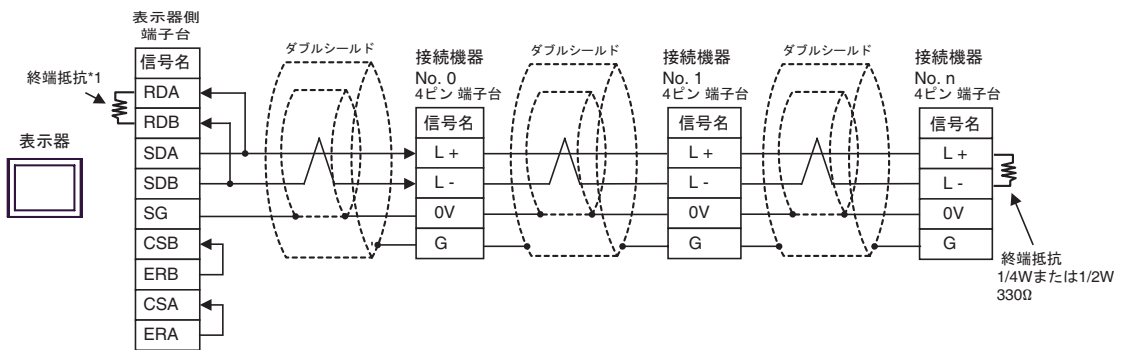 表示器側
端子台
信号名
RDA
RDB
SDA
SDB
SG
CSB
ERB
CSA
ERA
終端抵抗*1
表示器
ダブルシールド
接続機器
No. 0
4ピン 端子台
信号名
L +
L -
0V
G
ダブルシールド
接続機器
No. 1
4ピン 端子台
信号名
L +
L -
0V
G
ダブルシールド
接続機器
No. n
4ピン 端子台
信号名
L +
L -
0V
G
終端抵抗
1/4Wまたは1/2W
330Ω